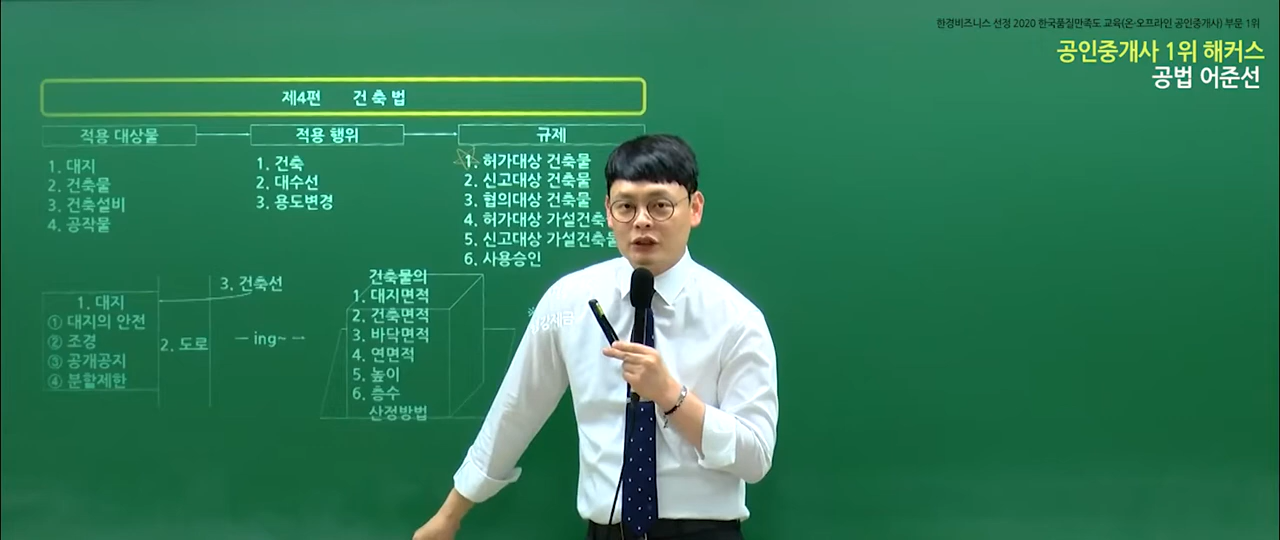 한경비즈니스 선정 2020 한국품질만족도 교육(온·오프라인 공인중개사) 부문 1위
공인중개사 1위 해커스
공법 어준선
제4편 건 축 법
적용 대상물
적용 행위
규제
1. 대지
2. 건축물
3. 건축설비
4. 공작물
1. 건축
2. 대수선
3. 용도변경
1. 허가대상 건축물
2. 신고대상 건축물
3. 협의대상 건축물
4. 허가대상 가설건축
5. 신고대상 가설건축물
6. 사용승인
1. 대지
① 대지의 안전
② 조경
③ 공개공지
④ 분할제한
2. 도로
3. 건축선
ing~
건축물의
1. 대지면적
2. 건축면적
3. 바닥면적
4. 연면적
5. 높이
6. 층수
산정방법